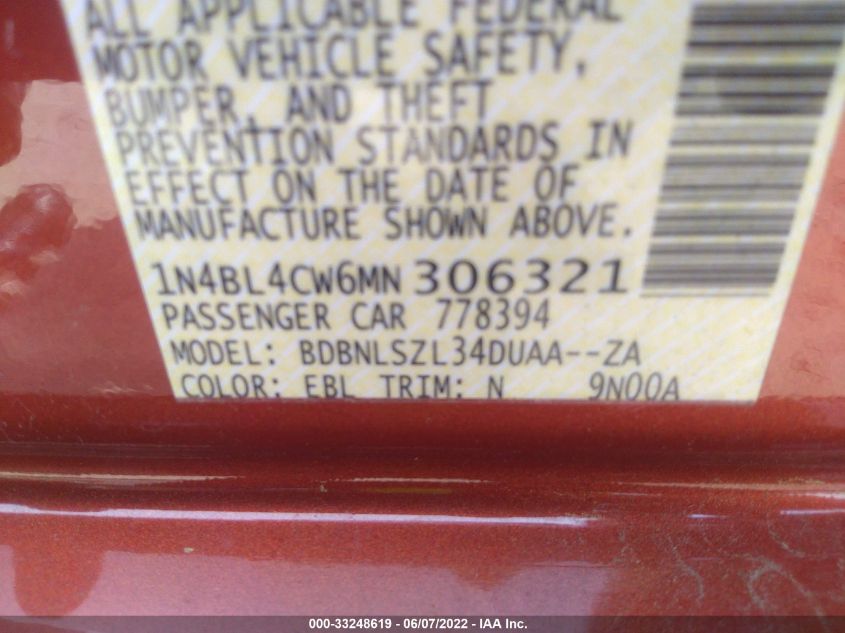 ALL APPLICABLE FEDERAL
MOTOR VEHICLE SAFETY,
BUMPER, AND THEFT
PREVENTION STANDARDS IN
EFFECT ON THE DATE OF
MANUFACTURE SHOWN ABOVE.
1N4BL4CW6MN306321
PASSENGER CAR 778394
MODEL: BDBNLSZL34DUAA--ZA
COLOR: EBL TRIM: N 9N00A
000-33248619 - 06/07/2022 - IAA Inc.